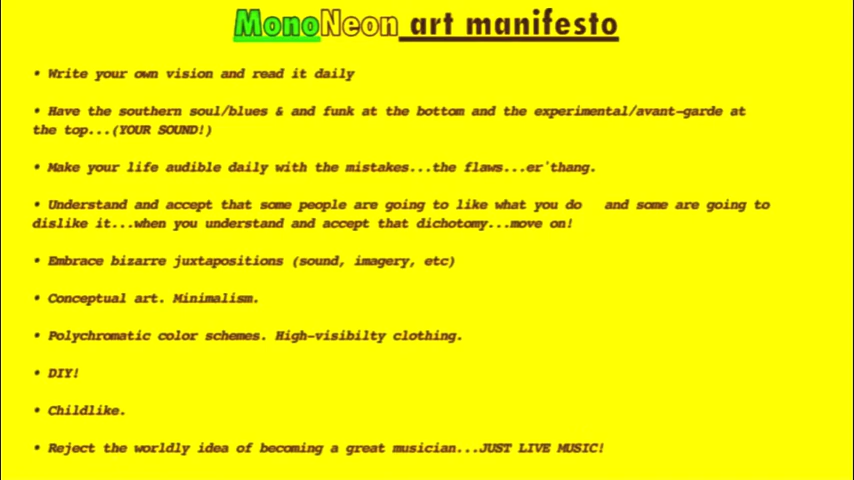 MonoNeon art manifesto
• Write your own vision and read it daily
• Have the southern soul/blues & and funk at the bottom and the experimental/avant-garde at
the top...(YOUR SOUND!)
• Make your life audible daily with the mistakes...the flaws...er'thang.
• Understand and accept that some people are going to like what you do   and some are going to
dislike it...when you understand and accept that dichotomy...move on!
• Embrace bizarre juxtapositions (sound, imagery, etc)
• Conceptual art. Minimalism.
• Polychromatic color schemes. High-visibilty clothing.
• DIY!
• Childlike.
• Reject the worldly idea of becoming a great musician...JUST LIVE MUSIC!